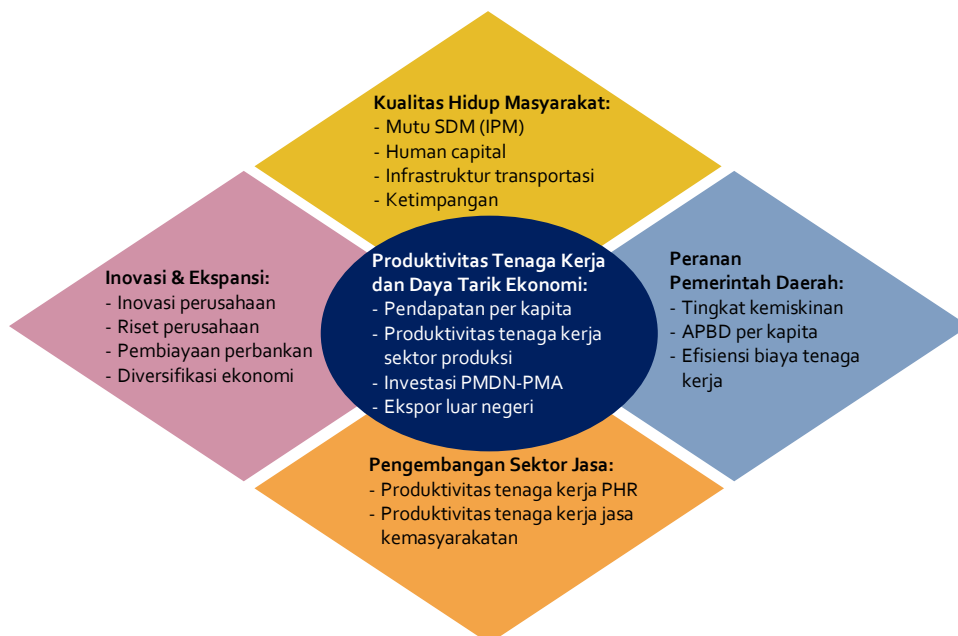 Kualitas Hidup Masyarakat:
- Mutu SDM (IPM)
- Human capital
- Infrastruktur transportasi
- Ketimpangan
Inovasi & Ekspansi:
- Inovasi perusahaan
- Riset perusahaan
- Pembiayaan perbankan
- Diversifikasi ekonomi
Produktivitas Tenaga Kerja
dan Daya Tarik Ekonomi:
- Pendapatan per kapita
- Produktivitas tenaga kerja
sektor produksi
- Investasi PMDN-PMA
- Ekspor luar negeri
Peranan
Pemerintah Daerah:
- Tingkat kemiskinan
- APBD per kapita
- Efisiensi biaya tenaga
kerja
Pengembangan Sektor Jasa:
- Produktivitas tenaga kerja PHR
- Produktivitas tenaga kerja jasa
kemasyarakatan